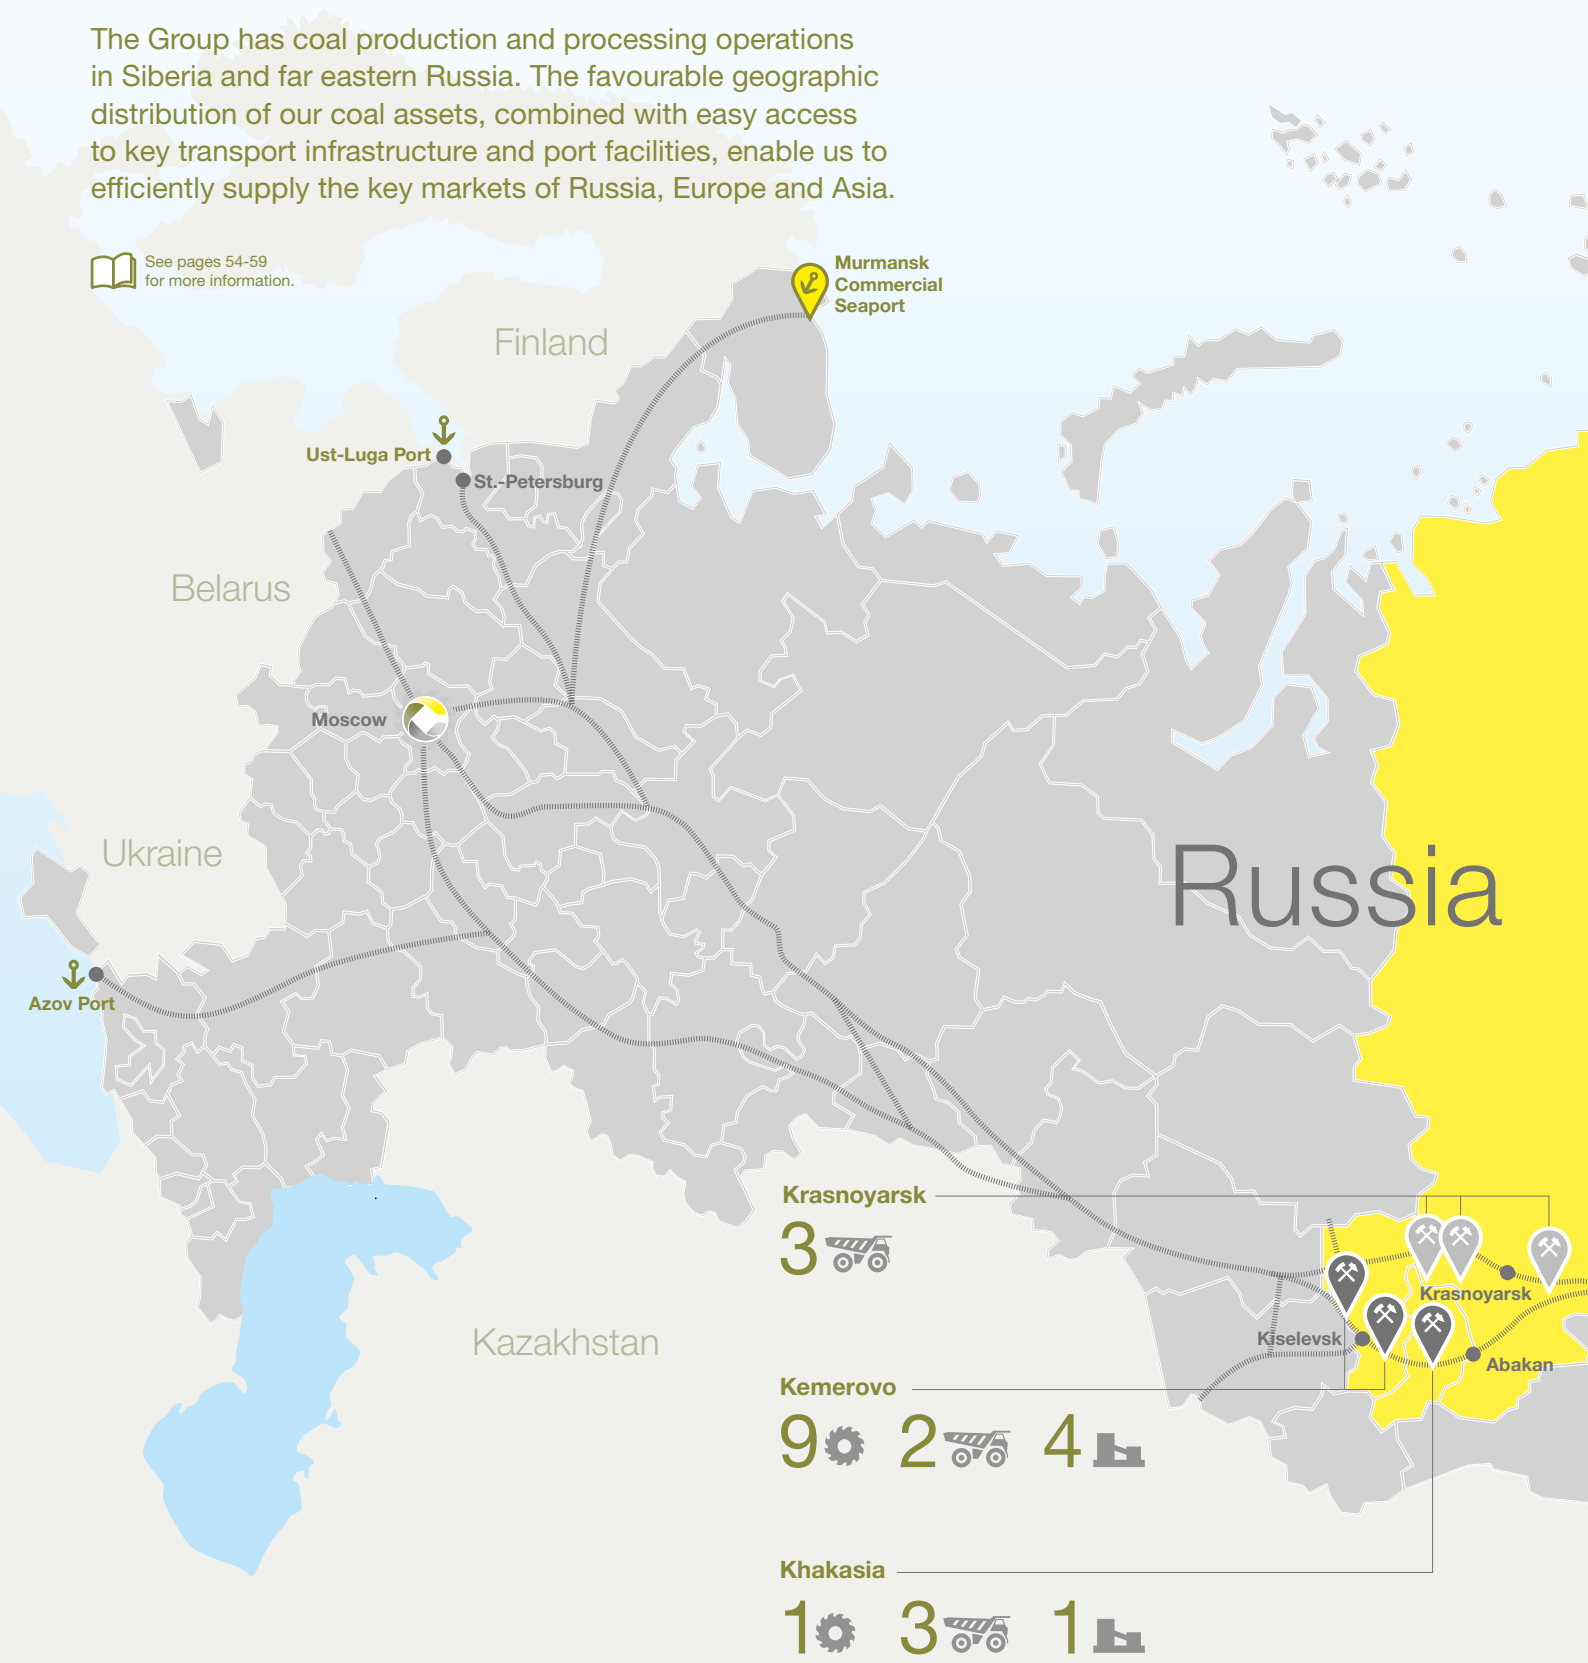 The Group has coal production and processing operations
in Siberia and far eastern Russia. The favourable geographic
distribution of our coal assets, combined with easy access
to key transport infrastructure and port facilities, enable us to
efficiently supply the key markets of Russia, Europe and Asia.
See pages 54-59
for more information.
Murmansk
Commercial
Seaport
Finland
Ust-Luga Port
St.-Petersburg
Belarus
Moscow
Ukraine
Russia
Azov Port
Krasnoyarsk
3
Krasnoyarsk
Kiselevsk
Kazakhstan
Abakan
Kemerovo
9 2 4
Khakasia
1 3 1